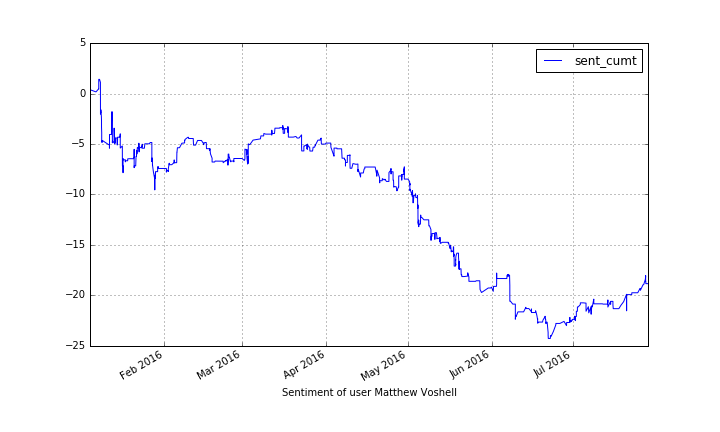 sent_cumt
5
0
−5
−10
−15
−20
−25
Feb 2016
Mar 2016
Apr 2016
May 2016
Jun 2016
Jul 2016
Sentiment of user Matthew Voshell